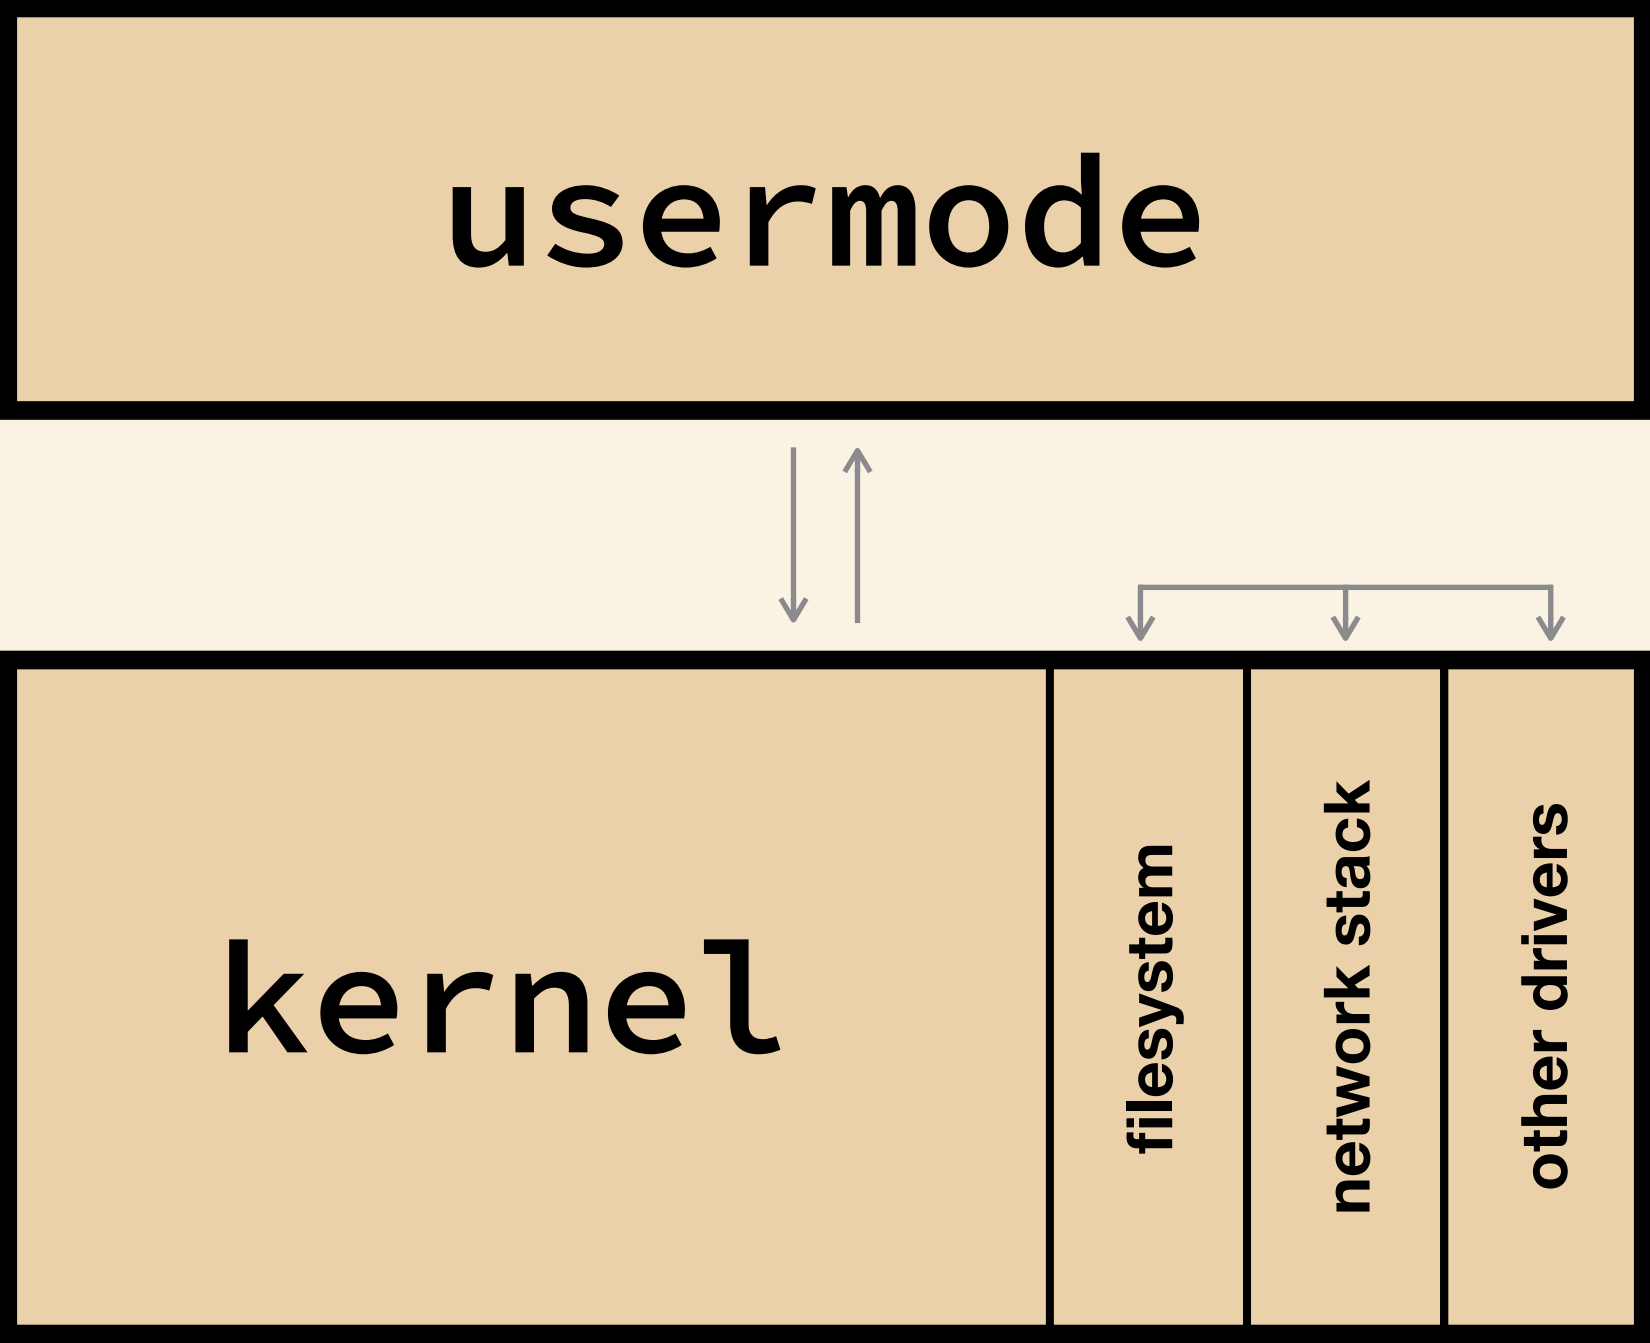 usermode
kernel
filesystem
network stack
other drivers